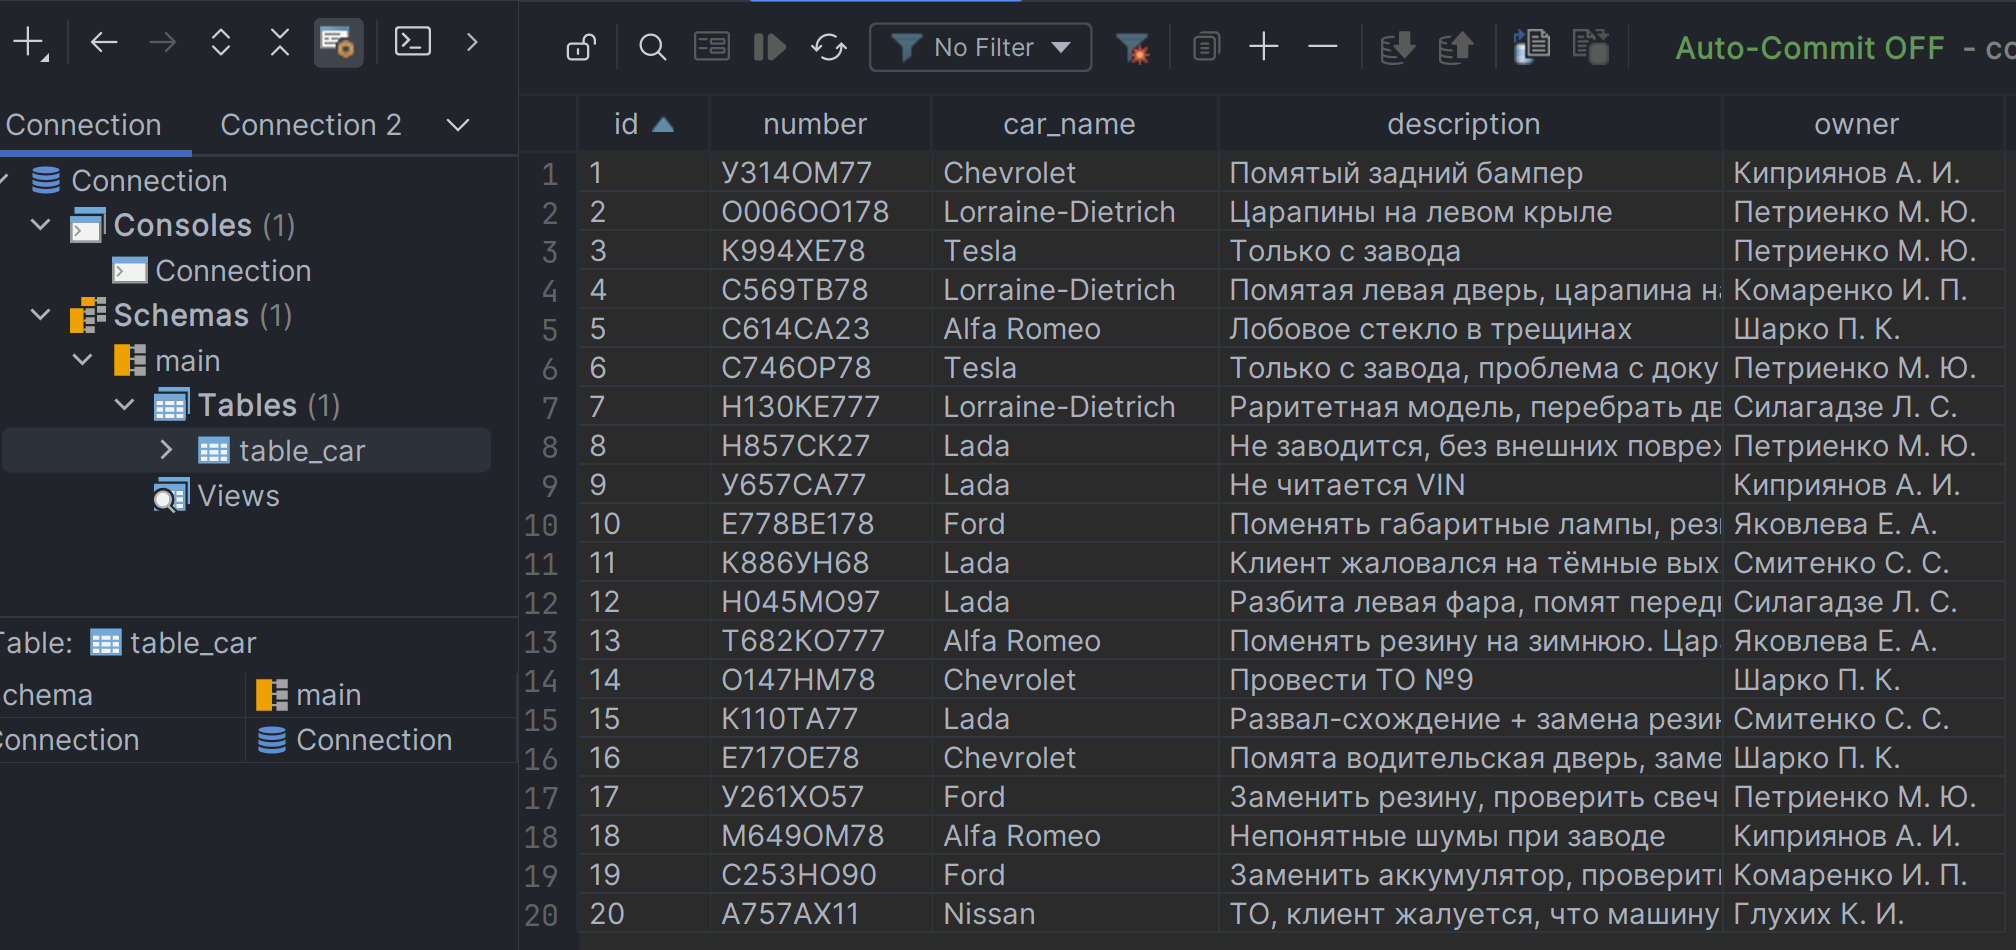 No Filter
Auto-Commit OFF - co
Connection Connection 2
Connection
Consoles (1)
Connection
Schemas (1)
main
Tables (1)
table_car
Views
Table: table_car
chema main
onnection Connection
id number car_name description owner
1 1 У314ОМ77 Chevrolet Помятый задний бампер Киприянов А. И.
2 2 О006ОО178 Lorraine-Dietrich Царапины на левом крыле Петриенко М. Ю.
3 3 К994ХЕ78 Tesla Только с завода Петриенко М. Ю.
4 4 С569ТВ78 Lorraine-Dietrich Помятая левая дверь, царапина на Комаренко И. П.
5 5 С614СА23 Alfa Romeo Лобовое стекло в трещинах Шарко П. К.
6 6 С746ОР78 Tesla Только с завода, проблема с доку Петриенко М. Ю.
7 7 Н130КЕ777 Lorraine-Dietrich Раритетная модель, перебрать дв Силагадзе Л. С.
8 8 Н857СК27 Lada Не заводится, без внешних повреж Петриенко М. Ю.
9 9 У657СА77 Lada Не читается VIN Киприянов А. И.
10 10 Е778ВЕ178 Ford Поменять габаритные лампы, рез Яковлева Е. А.
11 11 К886УН68 Lada Клиент жаловался на тёмные вых Смитенко С. С.
12 12 Н045МО97 Lada Разбита левая фара, помят перед Силагадзе Л. С.
13 13 Т682КО777 Alfa Romeo Поменять резину на зимнюю. Цар Яковлева Е. А.
14 14 О147НМ78 Chevrolet Провести ТО №9 Шарко П. К.
15 15 К110ТА77 Lada Развал-схождение + замена рези Смитенко С. С.
16 16 Е717ОЕ78 Chevrolet Помята водительская дверь, заме Шарко П. К.
17 17 У261ХО57 Ford Заменить резину, проверить свеч Петриенко М. Ю.
18 18 М649ОМ78 Alfa Romeo Непонятные шумы при заводе Киприянов А. И.
19 19 С253НО90 Ford Заменить аккумулятор, проверит Комаренко И. П.
20 20 А757АХ11 Nissan ТО, клиент жалуется, что машину Глухих К. И.